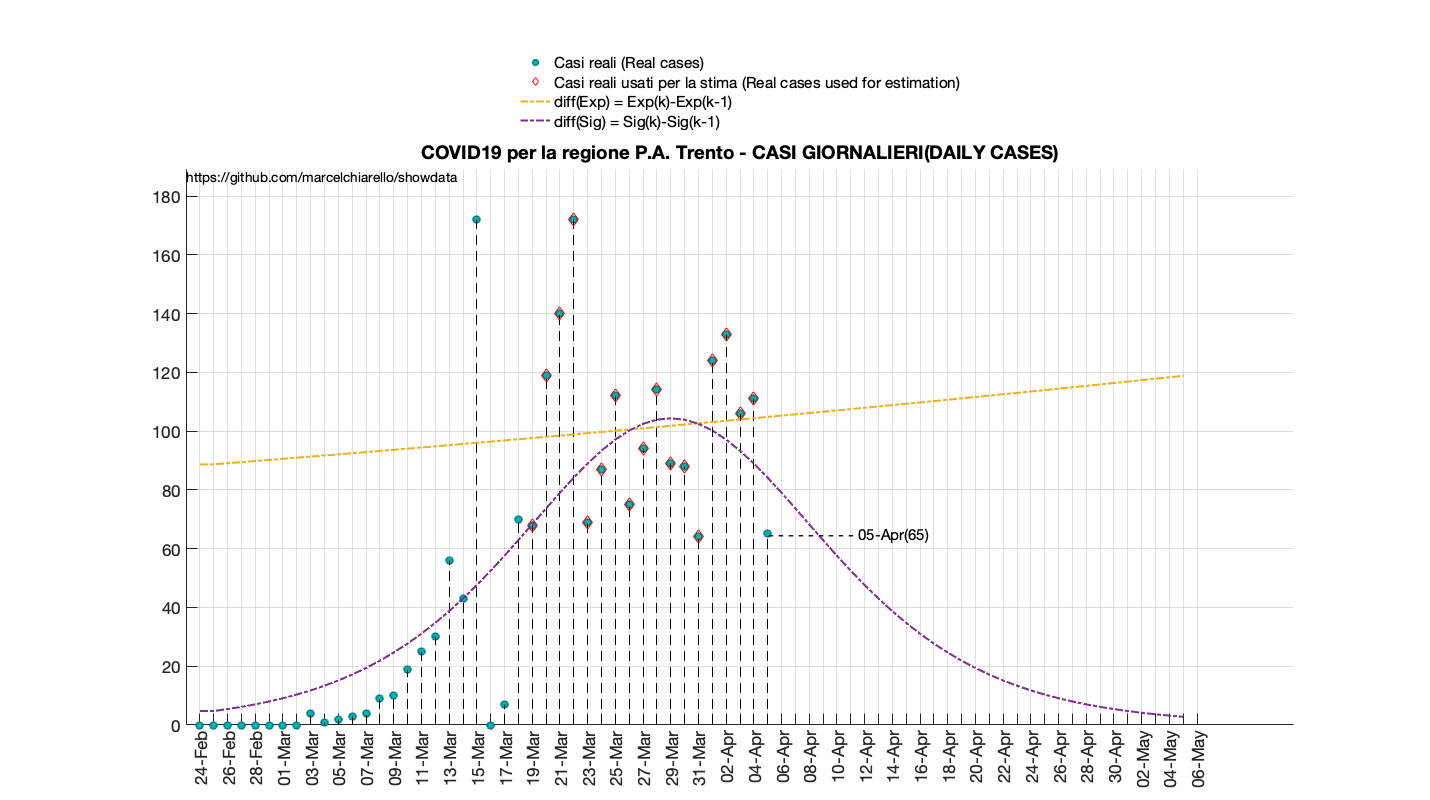 Casi reali (Real cases)
Casi reali usati per la stima (Real cases used for estimation)
diff(Exp) = Exp(k)-Exp(k-1)
diff(Sig) = Sig(k)-Sig(k-1)
COVID19 per la regione P.A. Trento - CASI GIORNALIERI(DAILY CASES)
https://github.com/marcelchiarello/showdata
180
160
140
120
100
80
60
40
20
0
05-Apr(65)
24-Feb
26-Feb
28-Feb
01-Mar
03-Mar
05-Mar
07-Mar
09-Mar
11-Mar
13-Mar
15-Mar
17-Mar
19-Mar
21-Mar
23-Mar
25-Mar
27-Mar
29-Mar
31-Mar
02-Apr
04-Apr
06-Apr
08-Apr
10-Apr
12-Apr
14-Apr
16-Apr
18-Apr
20-Apr
22-Apr
24-Apr
26-Apr
28-Apr
30-Apr
02-May
04-May
06-May